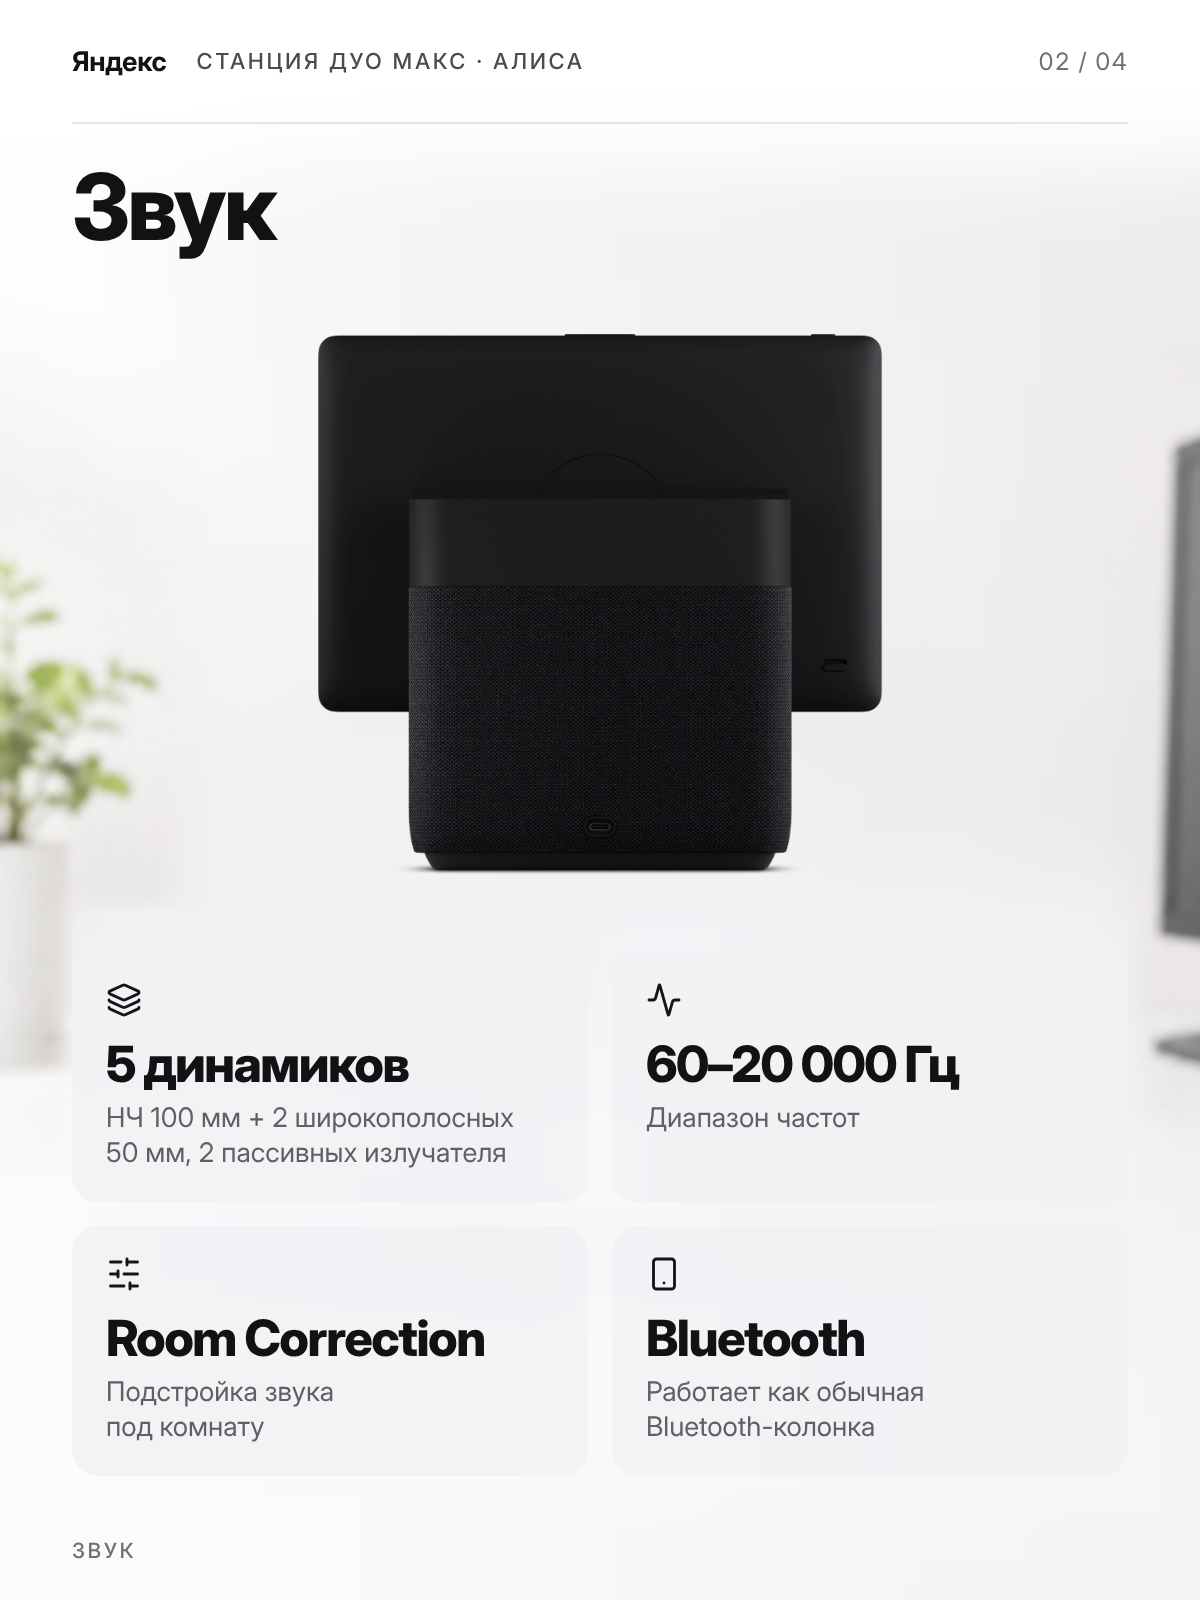 Яндекс СТАНЦИЯ ДУО МАКС · АЛИСА 02 / 04
Звук
5 динамиков
НЧ 100 мм + 2 широкополосных
50 мм, 2 пассивных излучателя
60–20 000 Гц
Диапазон частот
Room Correction
Подстройка звука
под комнату
Bluetooth
Работает как обычная
Bluetooth-колонка
ЗВУК